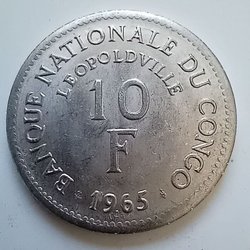 BANQUE NATIONALE DU CONGO
LEOPOLDVILLE
10
F
1965